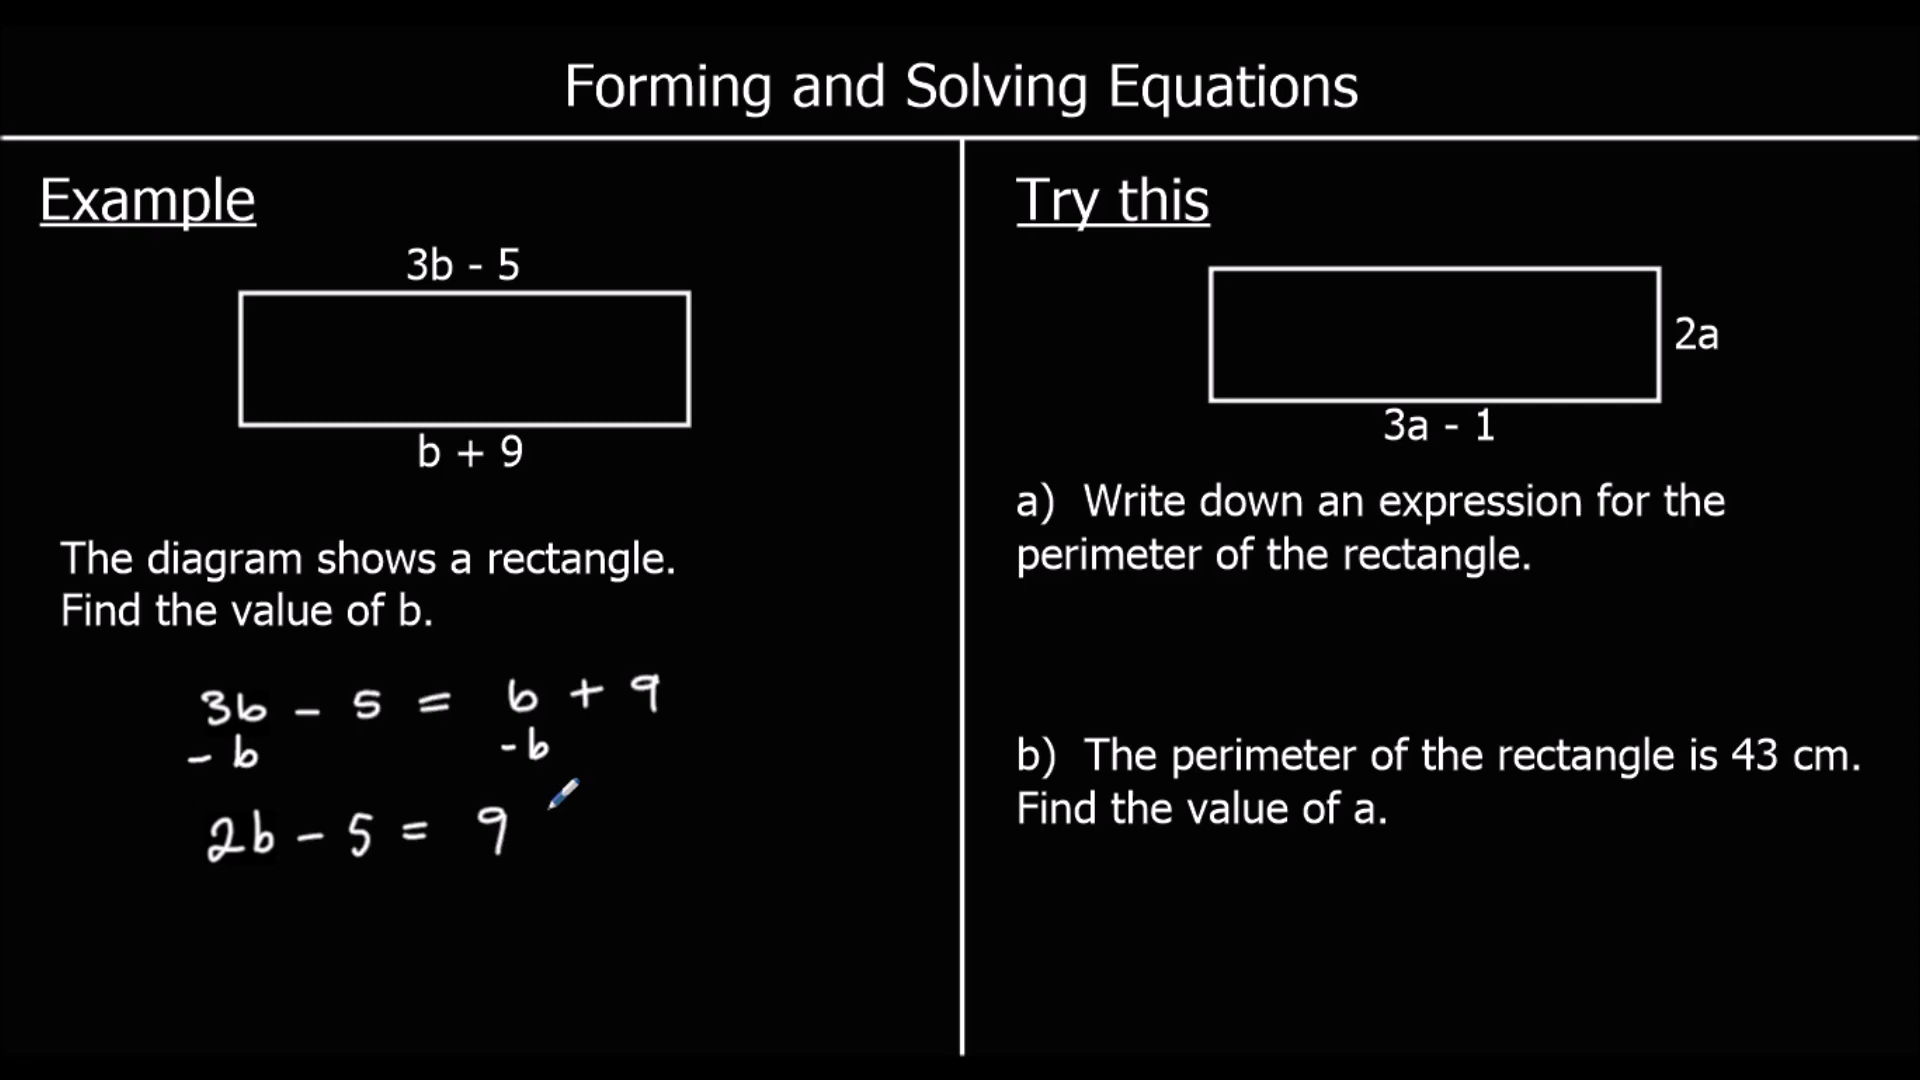 Forming and Solving Equations
Example
3b - 5
b + 9
The diagram shows a rectangle.
Find the value of b.
3b - 5 = b + 9
- b -b
2b - 5 = 9
Try this
2a
3a - 1
a) Write down an expression for the
perimeter of the rectangle.
b) The perimeter of the rectangle is 43 cm.
Find the value of a.